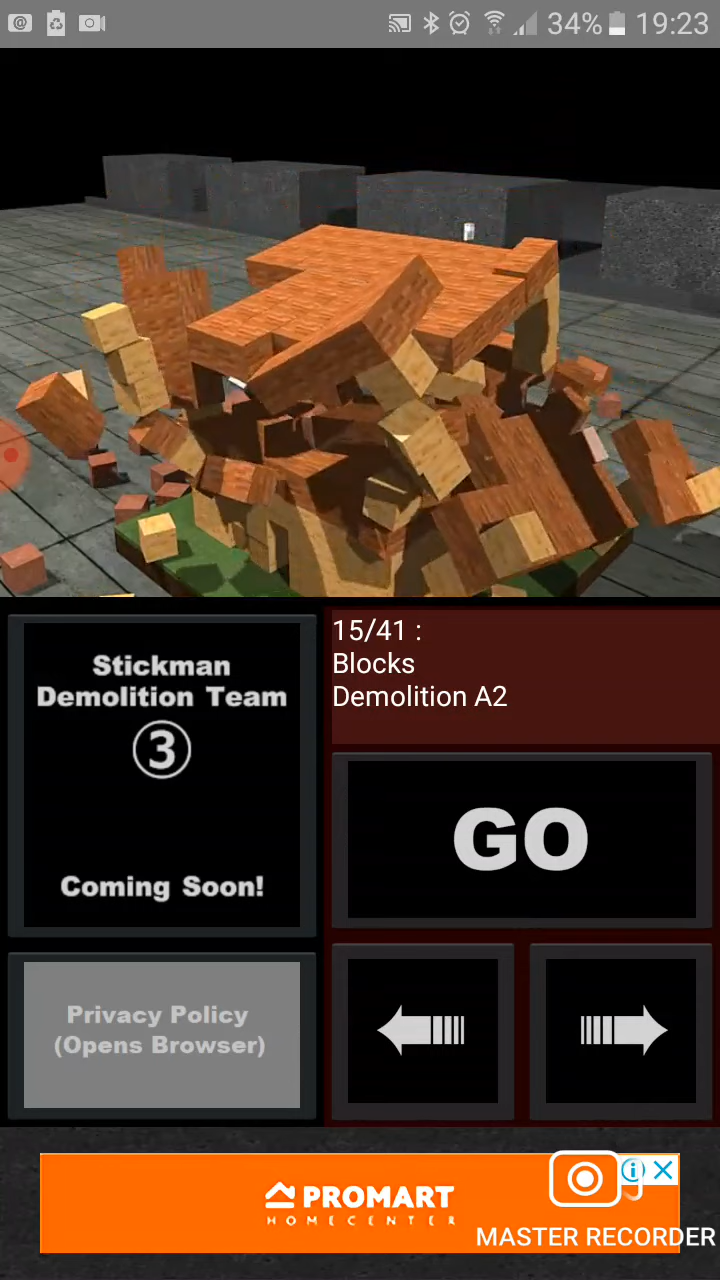 34% 19:23
Stickman
Demolition Team
3
Coming Soon!
15/41 :
Blocks
Demolition A2
GO
Privacy Policy
(Opens Browser)
PROMART
HOMECENTER
MASTER RECORDER